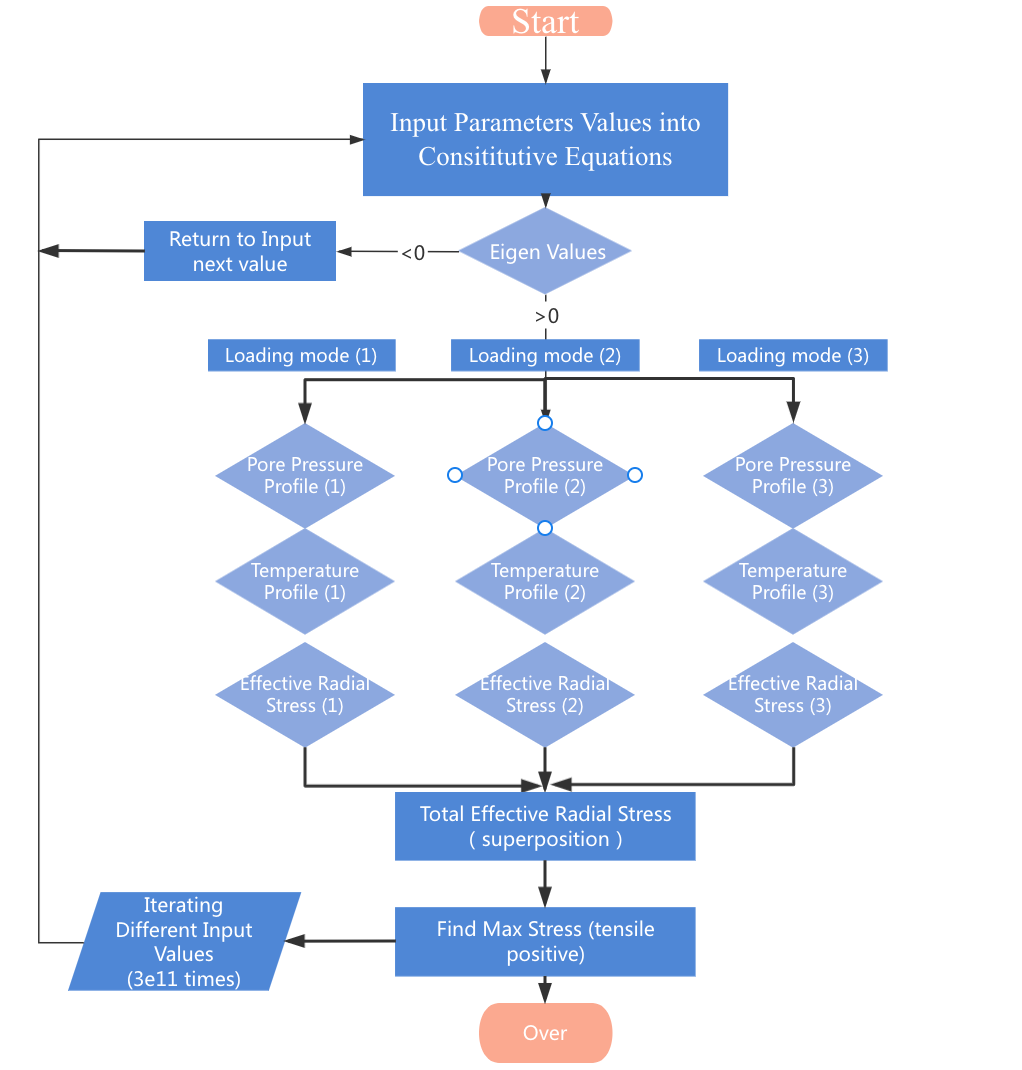 Start
Input Parameters Values into
Consititutive Equations
Return to Input
next value
<0
Eigen Values
>0
Loading mode (1)
Loading mode (2)
Loading mode (3)
Pore Pressure
Profile (1)
Pore Pressure
Profile (2)
Pore Pressure
Profile (3)
Temperature
Profile (1)
Temperature
Profile (2)
Temperature
Profile (3)
Effective Radial
Stress (1)
Effective Radial
Stress (2)
Effective Radial
Stress (3)
Total Effective Radial Stress
( superposition )
Iterating
Different Input
Values
(3e11 times)
Find Max Stress (tensile
positive)
Over